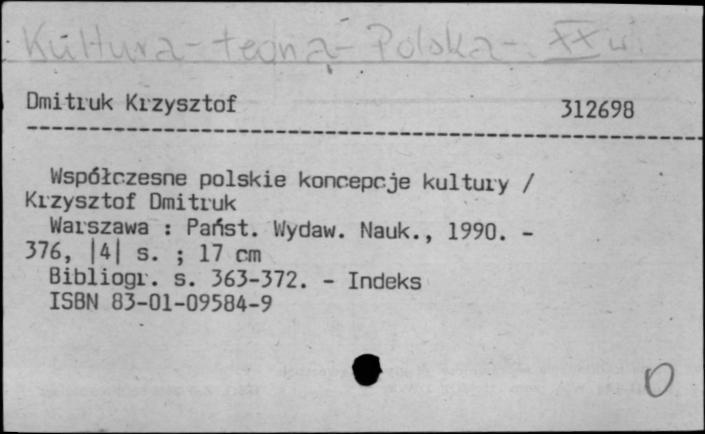 Kultura - teoria - Polska - XX w.
Dmitruk Krzysztof 312698
Współczesne polskie koncepcje kultury /
Krzysztof Dmitruk
Warszawa : Państ. Wydaw. Nauk., 1990. -
376, |4| s. ; 17 cm
Bibliogr. s. 363-372. - Indeks
ISBN 83-01-09584-9